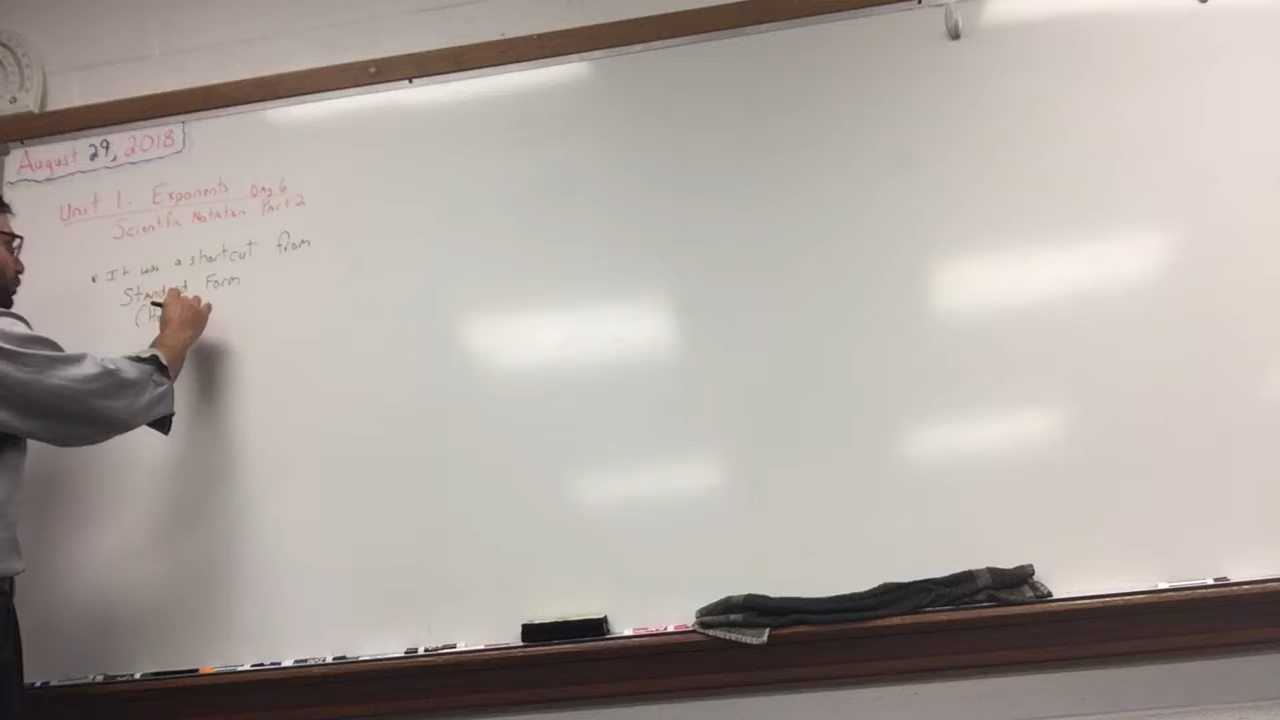 August 29, 2018
Unit 1- Exponents Day 6
Scientific Notation Part 2
• It was a shortcut from
Standard Form